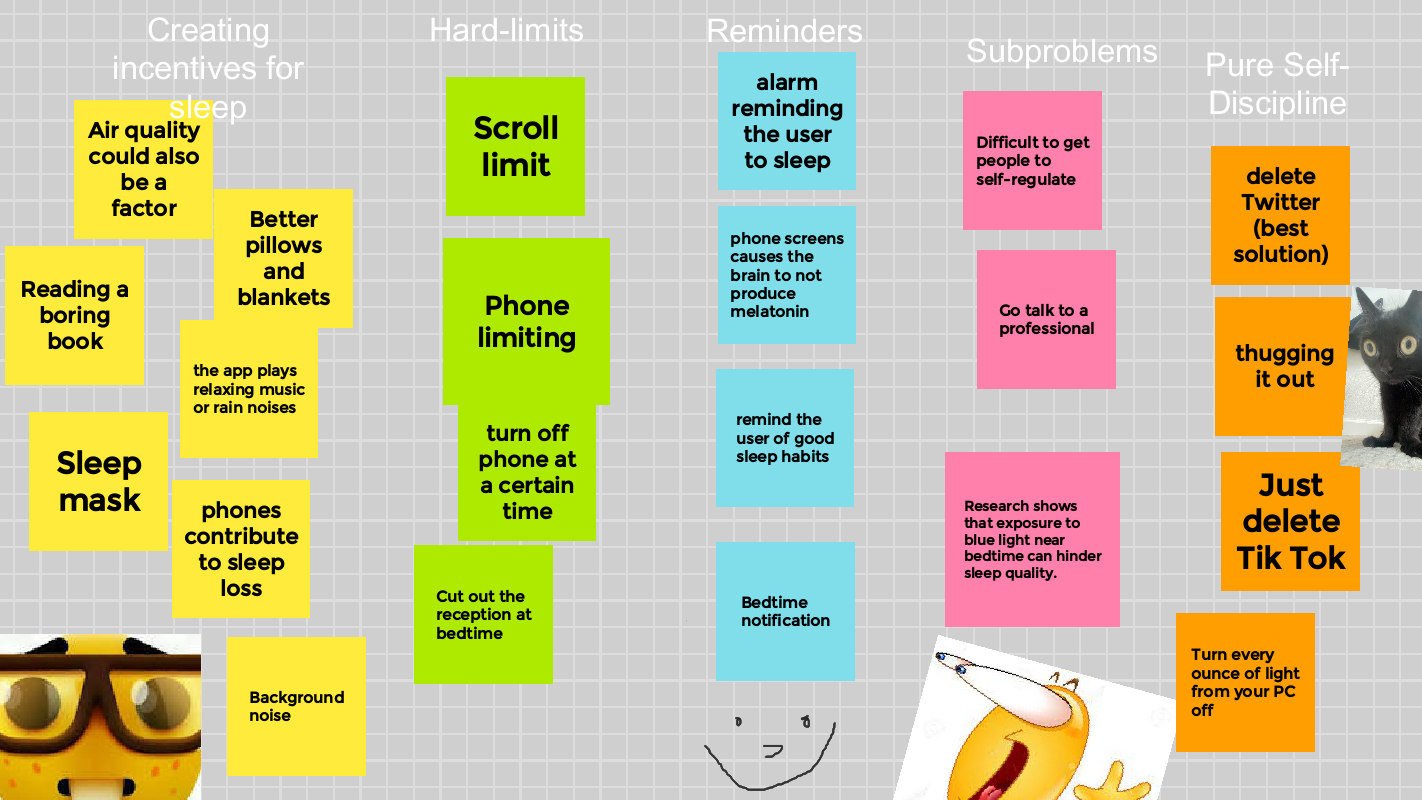 Creating
incentives for
sleep
Air quality
could also
be a
factor
Better
pillows
and
blankets
Reading a
boring
book
the app plays
relaxing music
or rain noises
Sleep
mask
phones
contribute
to sleep
loss
Background
noise
Hard-limits
Scroll
limit
Phone
limiting
turn off
phone at
a certain
time
Cut out the
reception at
bedtime
Reminders
alarm
reminding
the user
to sleep
phone screens
causes the
brain to not
produce
melatonin
remind the
user of good
sleep habits
Bedtime
notification
Subproblems
Difficult to get
people to
self-regulate
Go talk to a
professional
Research shows
that exposure to
blue light near
bedtime can hinder
sleep quality.
Pure Self-
Discipline
delete
Twitter
(best
solution)
thugging
it out
Just
delete
Tik Tok
Turn every
ounce of light
from your PC
off